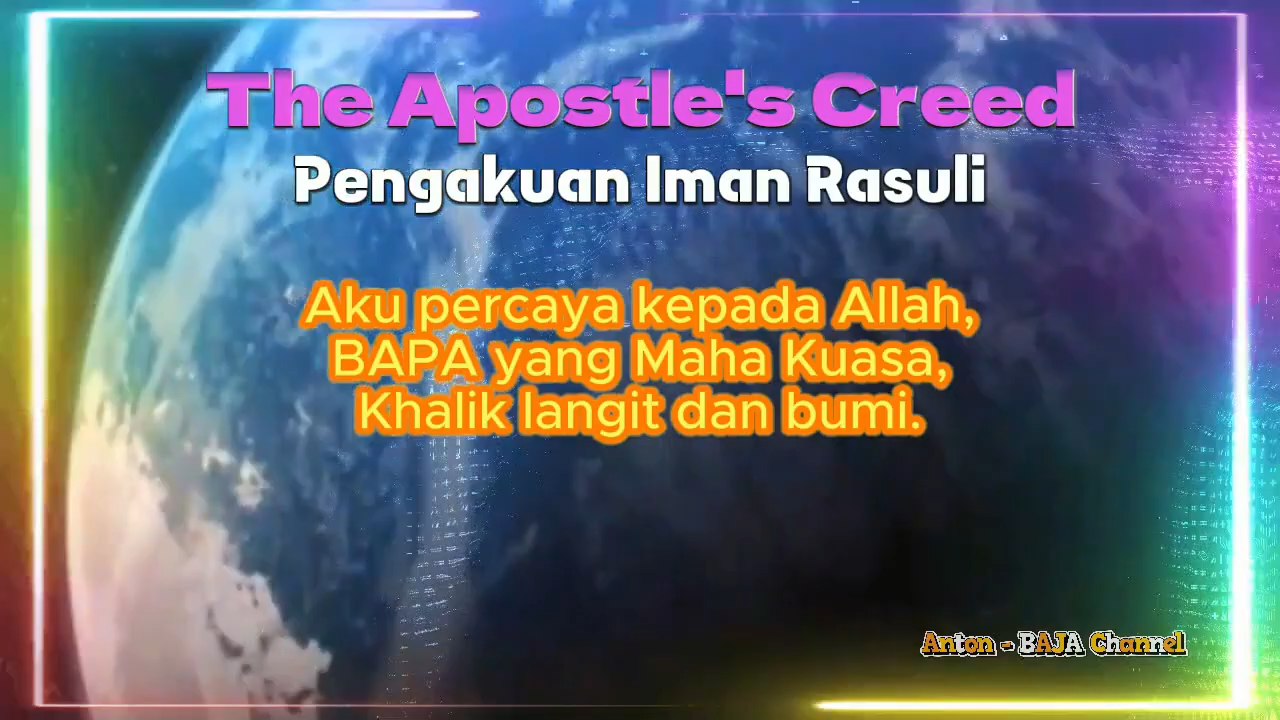 The Apostle's Creed
Pengakuan Iman Rasuli
Aku percaya kepada Allah,
BAPA yang Maha Kuasa,
Khalik langit dan bumi.
Anton - BAJA Channel